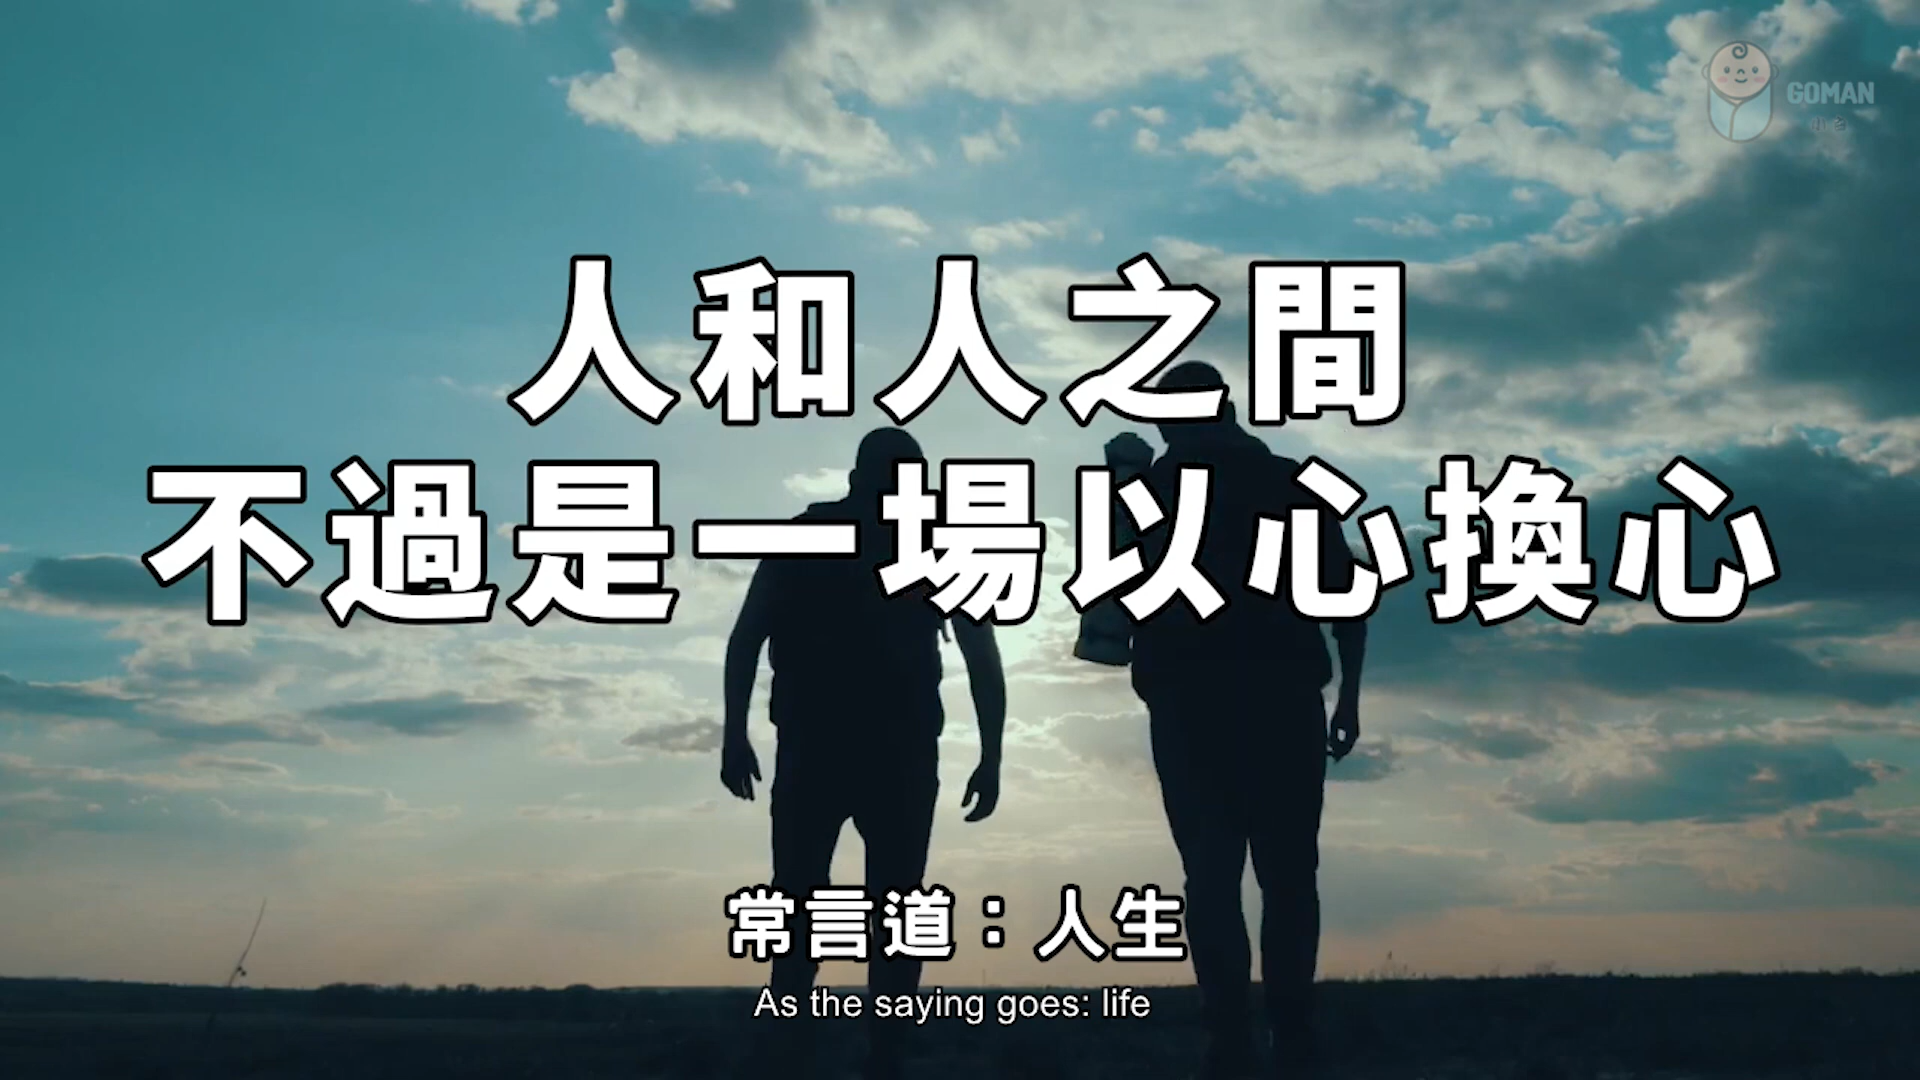 GOMAN
人和人之間
不過是一場以心換心
常言道：人生
As the saying goes: life